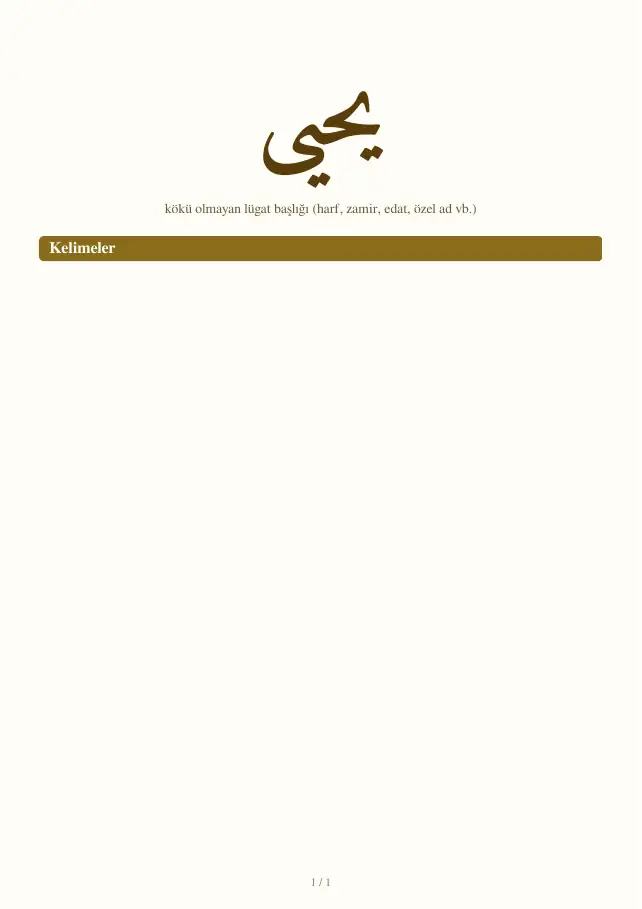 يحيي
kökü olmayan lügat başlığı (harf, zamir, edat, özel ad vb.)
Kelimeler
1 / 1